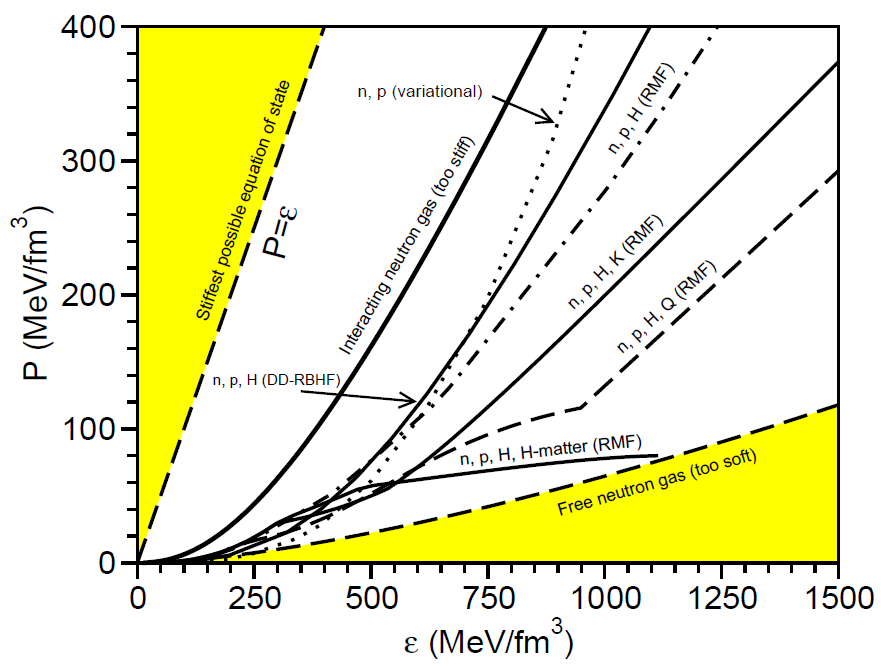 400
300
200
100
0
P (MeV/fm3)
Stiffest possible equation of state
P=ε
Interacting neutron gas (too stiff)
n, p (variational)
n, p, H (RMF)
n, p, H, K (RMF)
n, p, H, Q (RMF)
n, p, H (DD-RBHF)
n, p, H, H-matter (RMF)
Free neutron gas (too soft)
0
250
500
750
1000
1250
1500
ε (MeV/fm3)